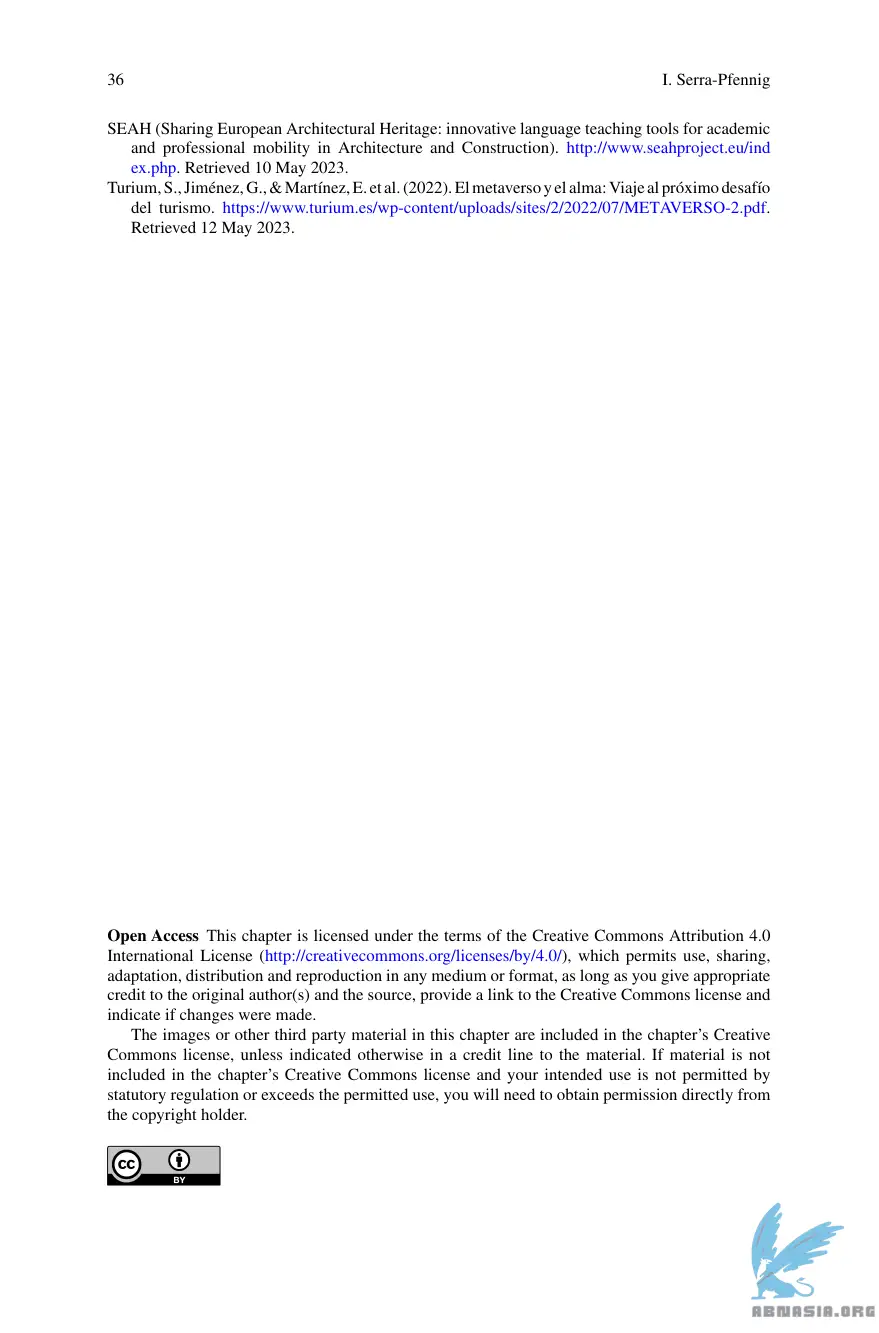 36
I. Serra-Pfennig
SEAH (Sharing European Architectural Heritage: innovative language teaching tools for academic
and professional mobility in Architecture and Construction). http://www.seahproject.eu/ind
ex.php. Retrieved 10 May 2023.
Turium, S., Jiménez, G., & Martínez, E. et al. (2022). El metaverso y el alma: Viaje al próximo desafío
del turismo. https://www.turium.es/wp-content/uploads/sites/2/2022/07/METAVERSO-2.pdf.
Retrieved 12 May 2023.
Open Access This chapter is licensed under the terms of the Creative Commons Attribution 4.0
International License (http://creativecommons.org/licenses/by/4.0/), which permits use, sharing,
adaptation, distribution and reproduction in any medium or format, as long as you give appropriate
credit to the original author(s) and the source, provide a link to the Creative Commons license and
indicate if changes were made.
The images or other third party material in this chapter are included in the chapter's Creative
Commons license, unless indicated otherwise in a credit line to the material. If material is not
included in the chapter's Creative Commons license and your intended use is not permitted by
statutory regulation or exceeds the permitted use, you will need to obtain permission directly from
the copyright holder.
cc
BY
ABNASIA.ORG